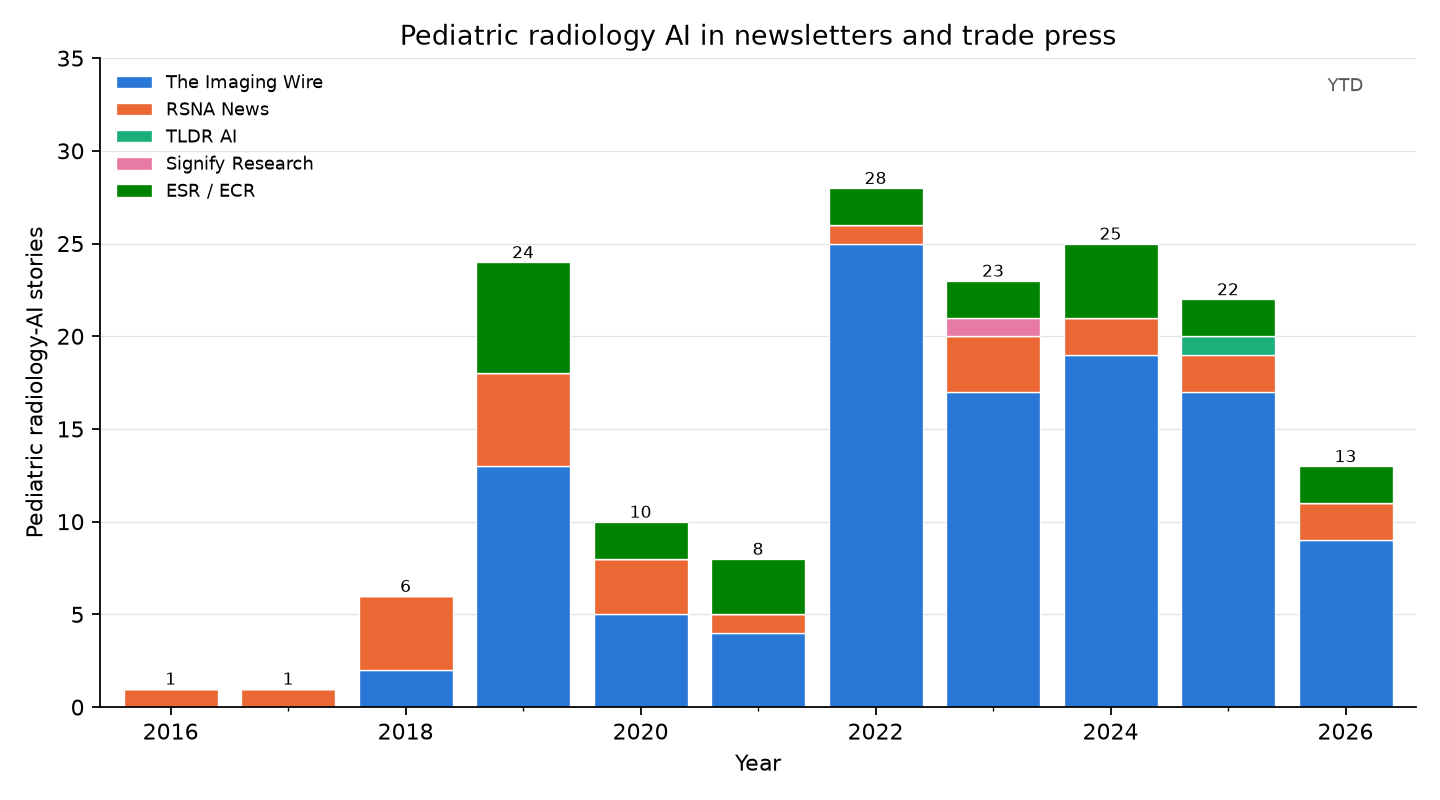 Pediatric radiology AI in newsletters and trade press
35
30
25
20
15
10
5
0
Pediatric radiology-AI stories
The Imaging Wire
RSNA News
TLDR AI
Signify Research
ESR / ECR
YTD
1
1
6
24
10
8
28
23
25
22
13
2016
2018
2020
2022
2024
2026
Year